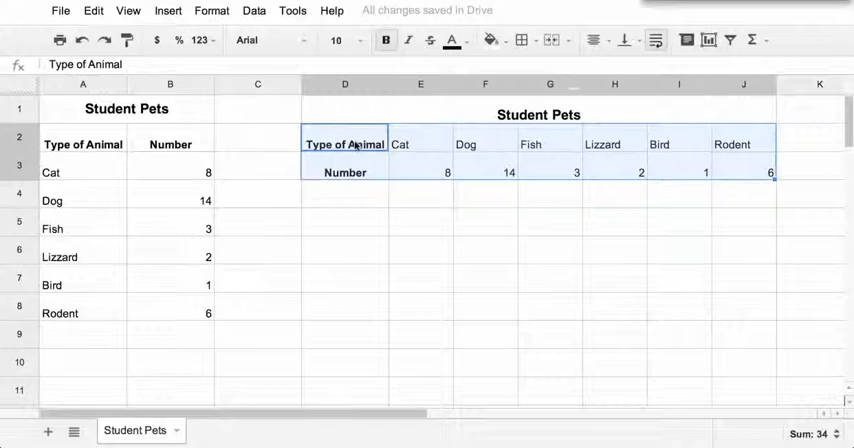 File Edit View Insert Format Data Tools Help All changes saved in Drive
$ % 123 Arial 10 B I S A Σ
fx Type of Animal
A B C D E F G H I J K
1 Student Pets Student Pets
2 Type of Animal Number Type of Animal Cat Dog Fish Lizzard Bird Rodent
3 Cat 8 Number 8 14 3 2 1 6
4 Dog 14
5 Fish 3
6 Lizzard 2
7 Bird 1
8 Rodent 6
9
10
11
Student Pets Sum: 34